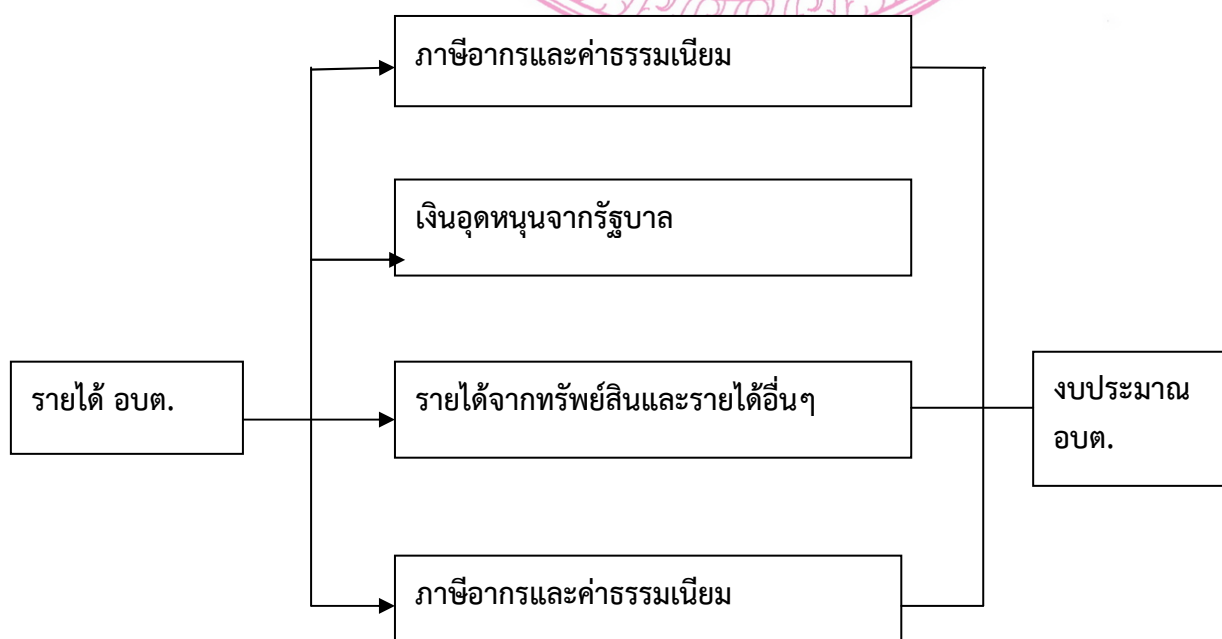 ภาษีอากรและค่าธรรมเนียม
เงินอุดหนุนจากรัฐบาล
รายได้ อบต.
รายได้จากทรัพย์สินและรายได้อื่นๆ
งบประมาณ
อบต.
ภาษีอากรและค่าธรรมเนียม